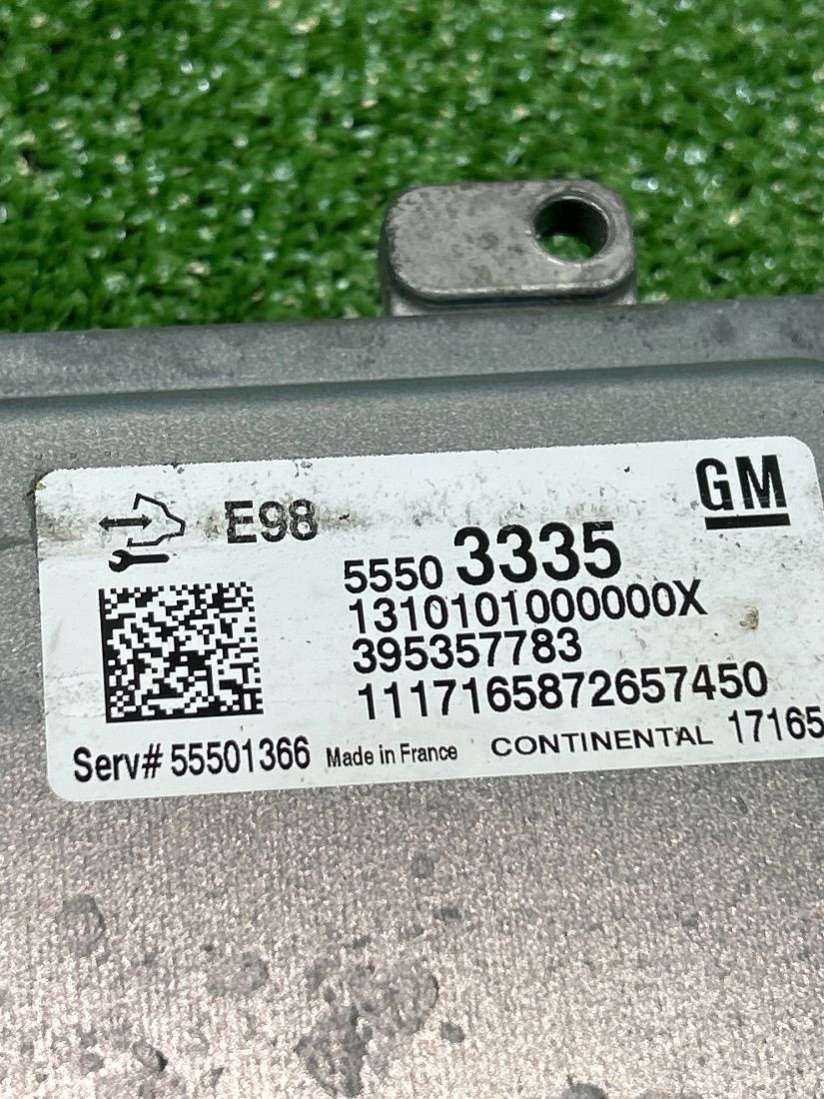 E98
GM
5550 3335
1310101000000X
395357783
1117165872657450
Serv# 55501366 Made in France CONTINENTAL 17165